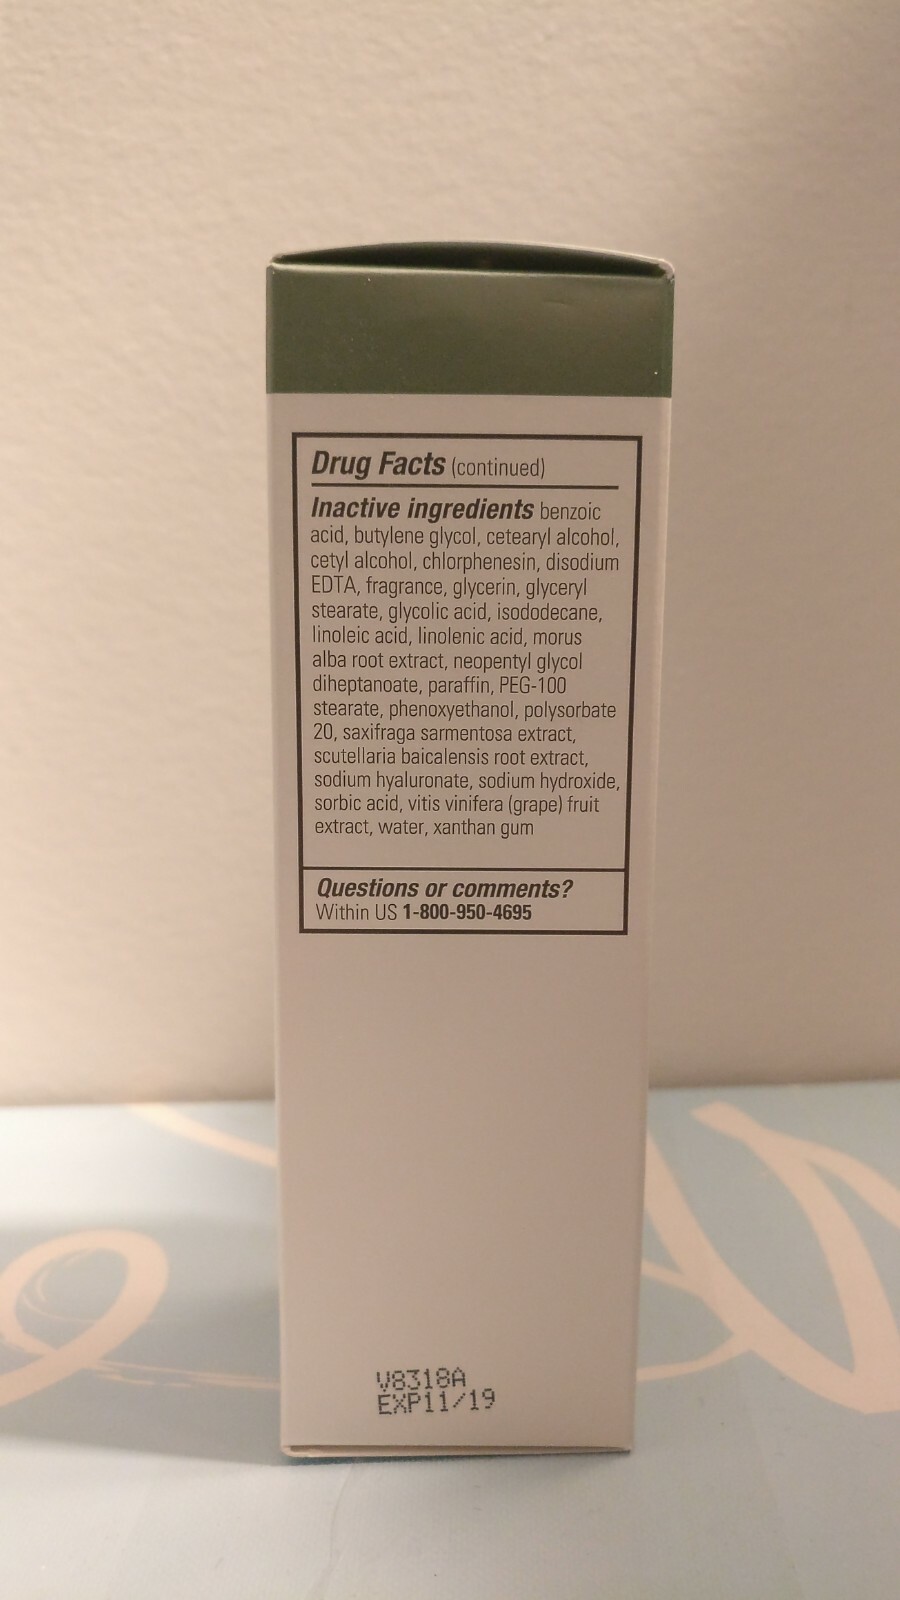 Drug Facts (continued)
Inactive ingredients benzoic
acid, butylene glycol, cetearyl alcohol,
cetyl alcohol, chlorphenesin, disodium
EDTA, fragrance, glycerin, glyceryl
stearate, glycolic acid, isododecane,
linoleic acid, linolenic acid, morus
alba root extract, neopentyl glycol
diheptanoate, paraffin, PEG-100
stearate, phenoxyethanol, polysorbate
20, saxifraga sarmentosa extract,
scutellaria baicalensis root extract,
sodium hyaluronate, sodium hydroxide,
sorbic acid, vitis vinifera (grape) fruit
extract, water, xanthan gum
Questions or comments?
Within US 1-800-950-4695
V8318A
EXP11/19